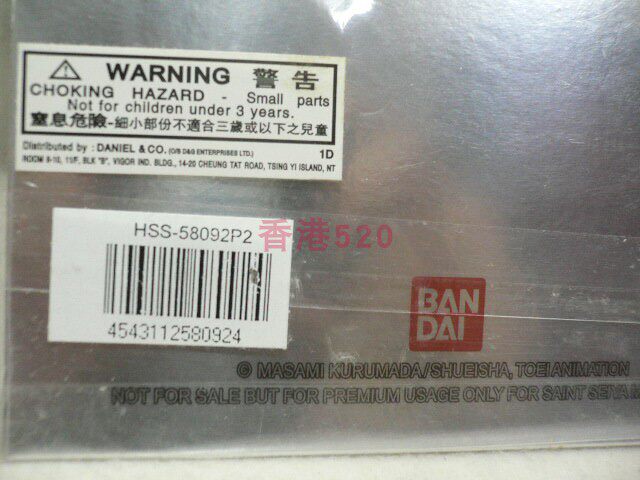 WARNING 警告
CHOKING HAZARD - Small parts
Not for children under 3 years.
窒息危險-細小部份不適合三歲或以下之兒童
Distributed by : DANIEL & CO. (O/B D&G ENTERPRISES LTD.) 1D
ROOM 8-10, 11/F, BLK "B", VIGOR IND. BLDG., 14-20 CHEUNG TAT ROAD, TSING YI ISLAND, NT
HSS-58092P2
香港520
4543112580924
BAN
DAI
© MASAMI KURUMADA/SHUEISHA, TOEI ANIMATION
NOT FOR SALE BUT FOR PREMIUM USAGE ONLY FOR SAINT SEIYA M